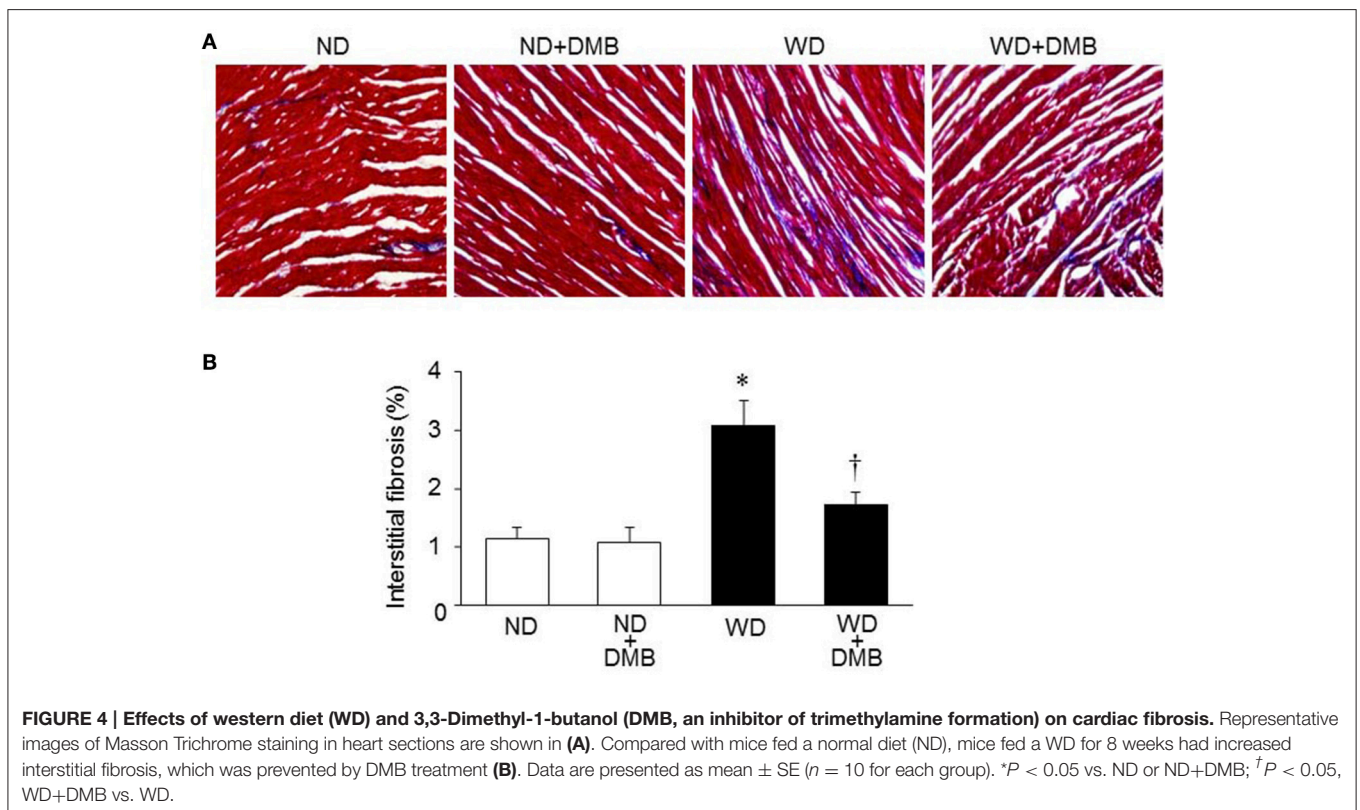 A
ND
ND+DMB
WD
WD+DMB
B
Interstitial fibrosis (%)
4
3
2
1
0
*
†
ND
ND
+
DMB
WD
WD
+
DMB
FIGURE 4 | Effects of western diet (WD) and 3,3-Dimethyl-1-butanol (DMB, an inhibitor of trimethylamine formation) on cardiac fibrosis. Representative
images of Masson Trichrome staining in heart sections are shown in (A). Compared with mice fed a normal diet (ND), mice fed a WD for 8 weeks had increased
interstitial fibrosis, which was prevented by DMB treatment (B). Data are presented as mean ± SE (n = 10 for each group). *P < 0.05 vs. ND or ND+DMB; †P < 0.05,
WD+DMB vs. WD.